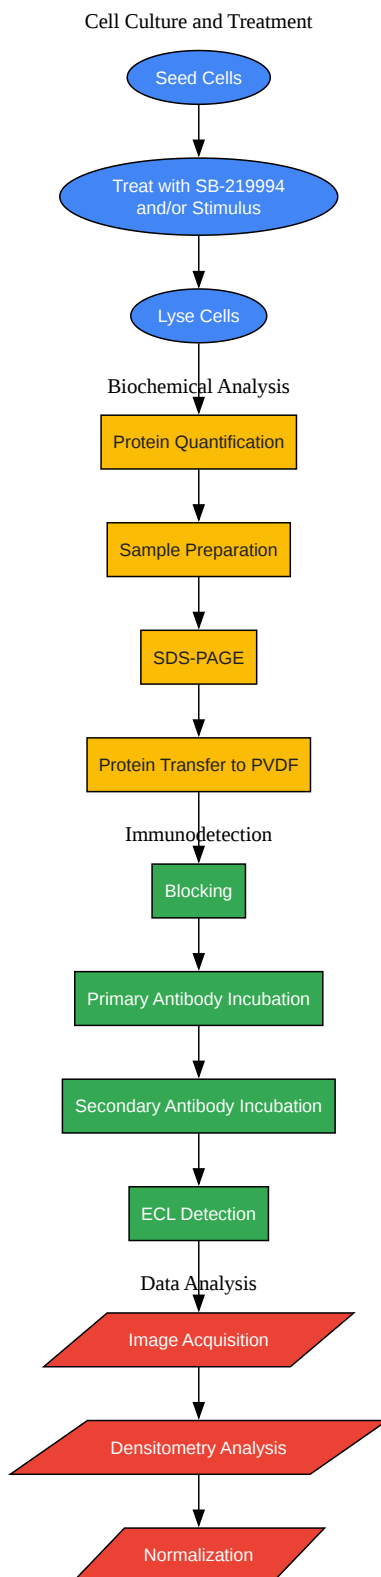 Cell Culture and Treatment
Seed Cells
Treat with SB-219994
and/or Stimulus
Lyse Cells
Biochemical Analysis
Protein Quantification
Sample Preparation
SDS-PAGE
Protein Transfer to PVDF
Immunodetection
Blocking
Primary Antibody Incubation
Secondary Antibody Incubation
ECL Detection
Data Analysis
Image Acquisition
Densitometry Analysis
Normalization